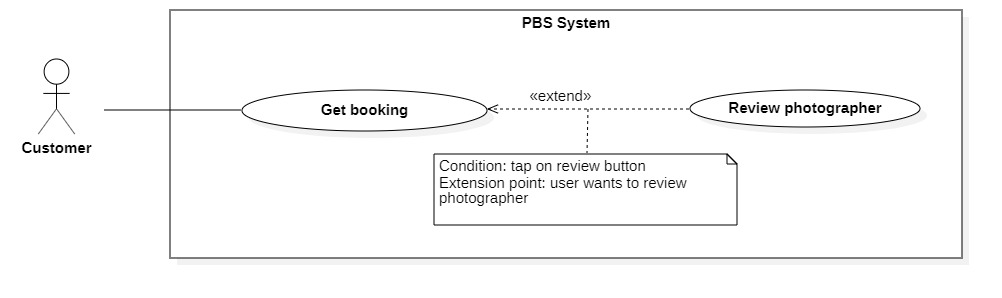 PBS System
«extend»
Get booking
Review photographer
Customer
Condition: tap on review button
Extension point: user wants to review
photographer